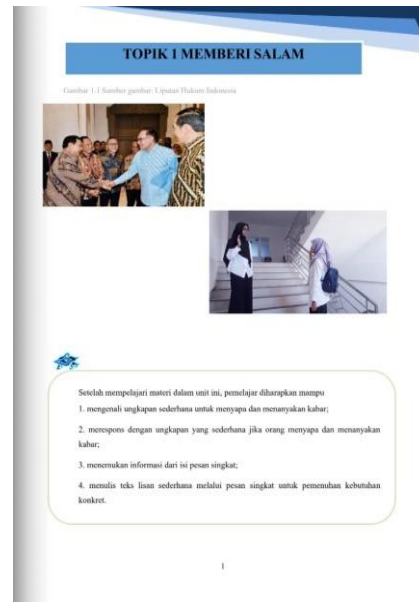 TOPIK 1 MEMBERI SALAM
Gambar 1.1 Sumber gambar: Liputan Hukum Indonesia
Setelah mempelajari materi dalam unit ini, pemelajar diharapkan mampu
1. mengenali ungkapan sederhana untuk menyapa dan menanyakan kabar;
2. merespons dengan ungkapan yang sederhana jika orang menyapa dan menanyakan
kabar;
3. menemukan informasi dari isi pesan singkat;
4. menulis teks lisan sederhana melalui pesan singkat untuk pemenuhan kebutuhan
konkret.
1